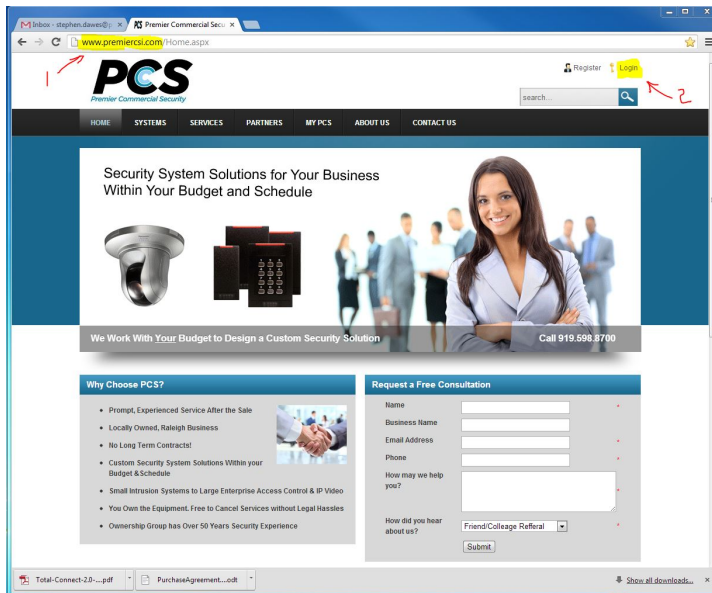 Inbox - stephen.dawes@p
Premier Commercial Secu
www.premiercsi.com/Home.aspx
1
PCS
Premier Commercial Security
Register
Login
2
search...
HOME
SYSTEMS
SERVICES
PARTNERS
MY PCS
ABOUT US
CONTACT US
Security System Solutions for Your Business
Within Your Budget and Schedule
We Work With Your Budget to Design a Custom Security Solution
Call 919.598.8700
Why Choose PCS?
Prompt, Experienced Service After the Sale
Locally Owned, Raleigh Business
No Long Term Contracts!
Custom Security System Solutions Within your
Budget & Schedule
Small Intrusion Systems to Large Enterprise Access Control & IP Video
You Own the Equipment. Free to Cancel Services without Legal Hassles
Ownership Group has Over 50 Years Security Experience
Request a Free Consultation
Name *
Business Name
Email Address *
Phone *
How may we help
you? *
How did you hear
about us?
Friend/Colleage Refferal *
Submit
Total-Connect-2.0-....pdf
PurchaseAgreement....odt
Show all downloads...